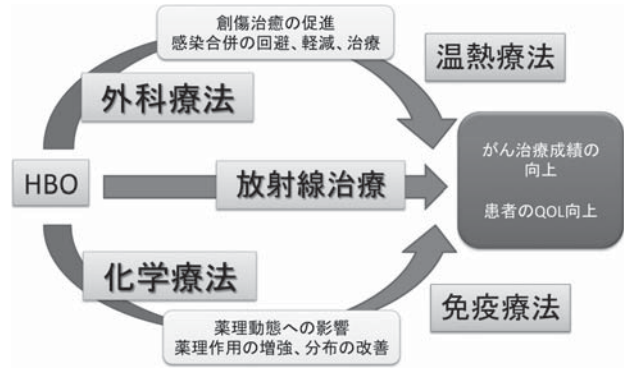 創傷治癒の促進
感染合併の回避、軽減、治療
温熱療法
外科療法
がん治療成績の
向上
患者のQOL向上
HBO
放射線治療
化学療法
免疫療法
薬理動態への影響
薬理作用の増強、分布の改善